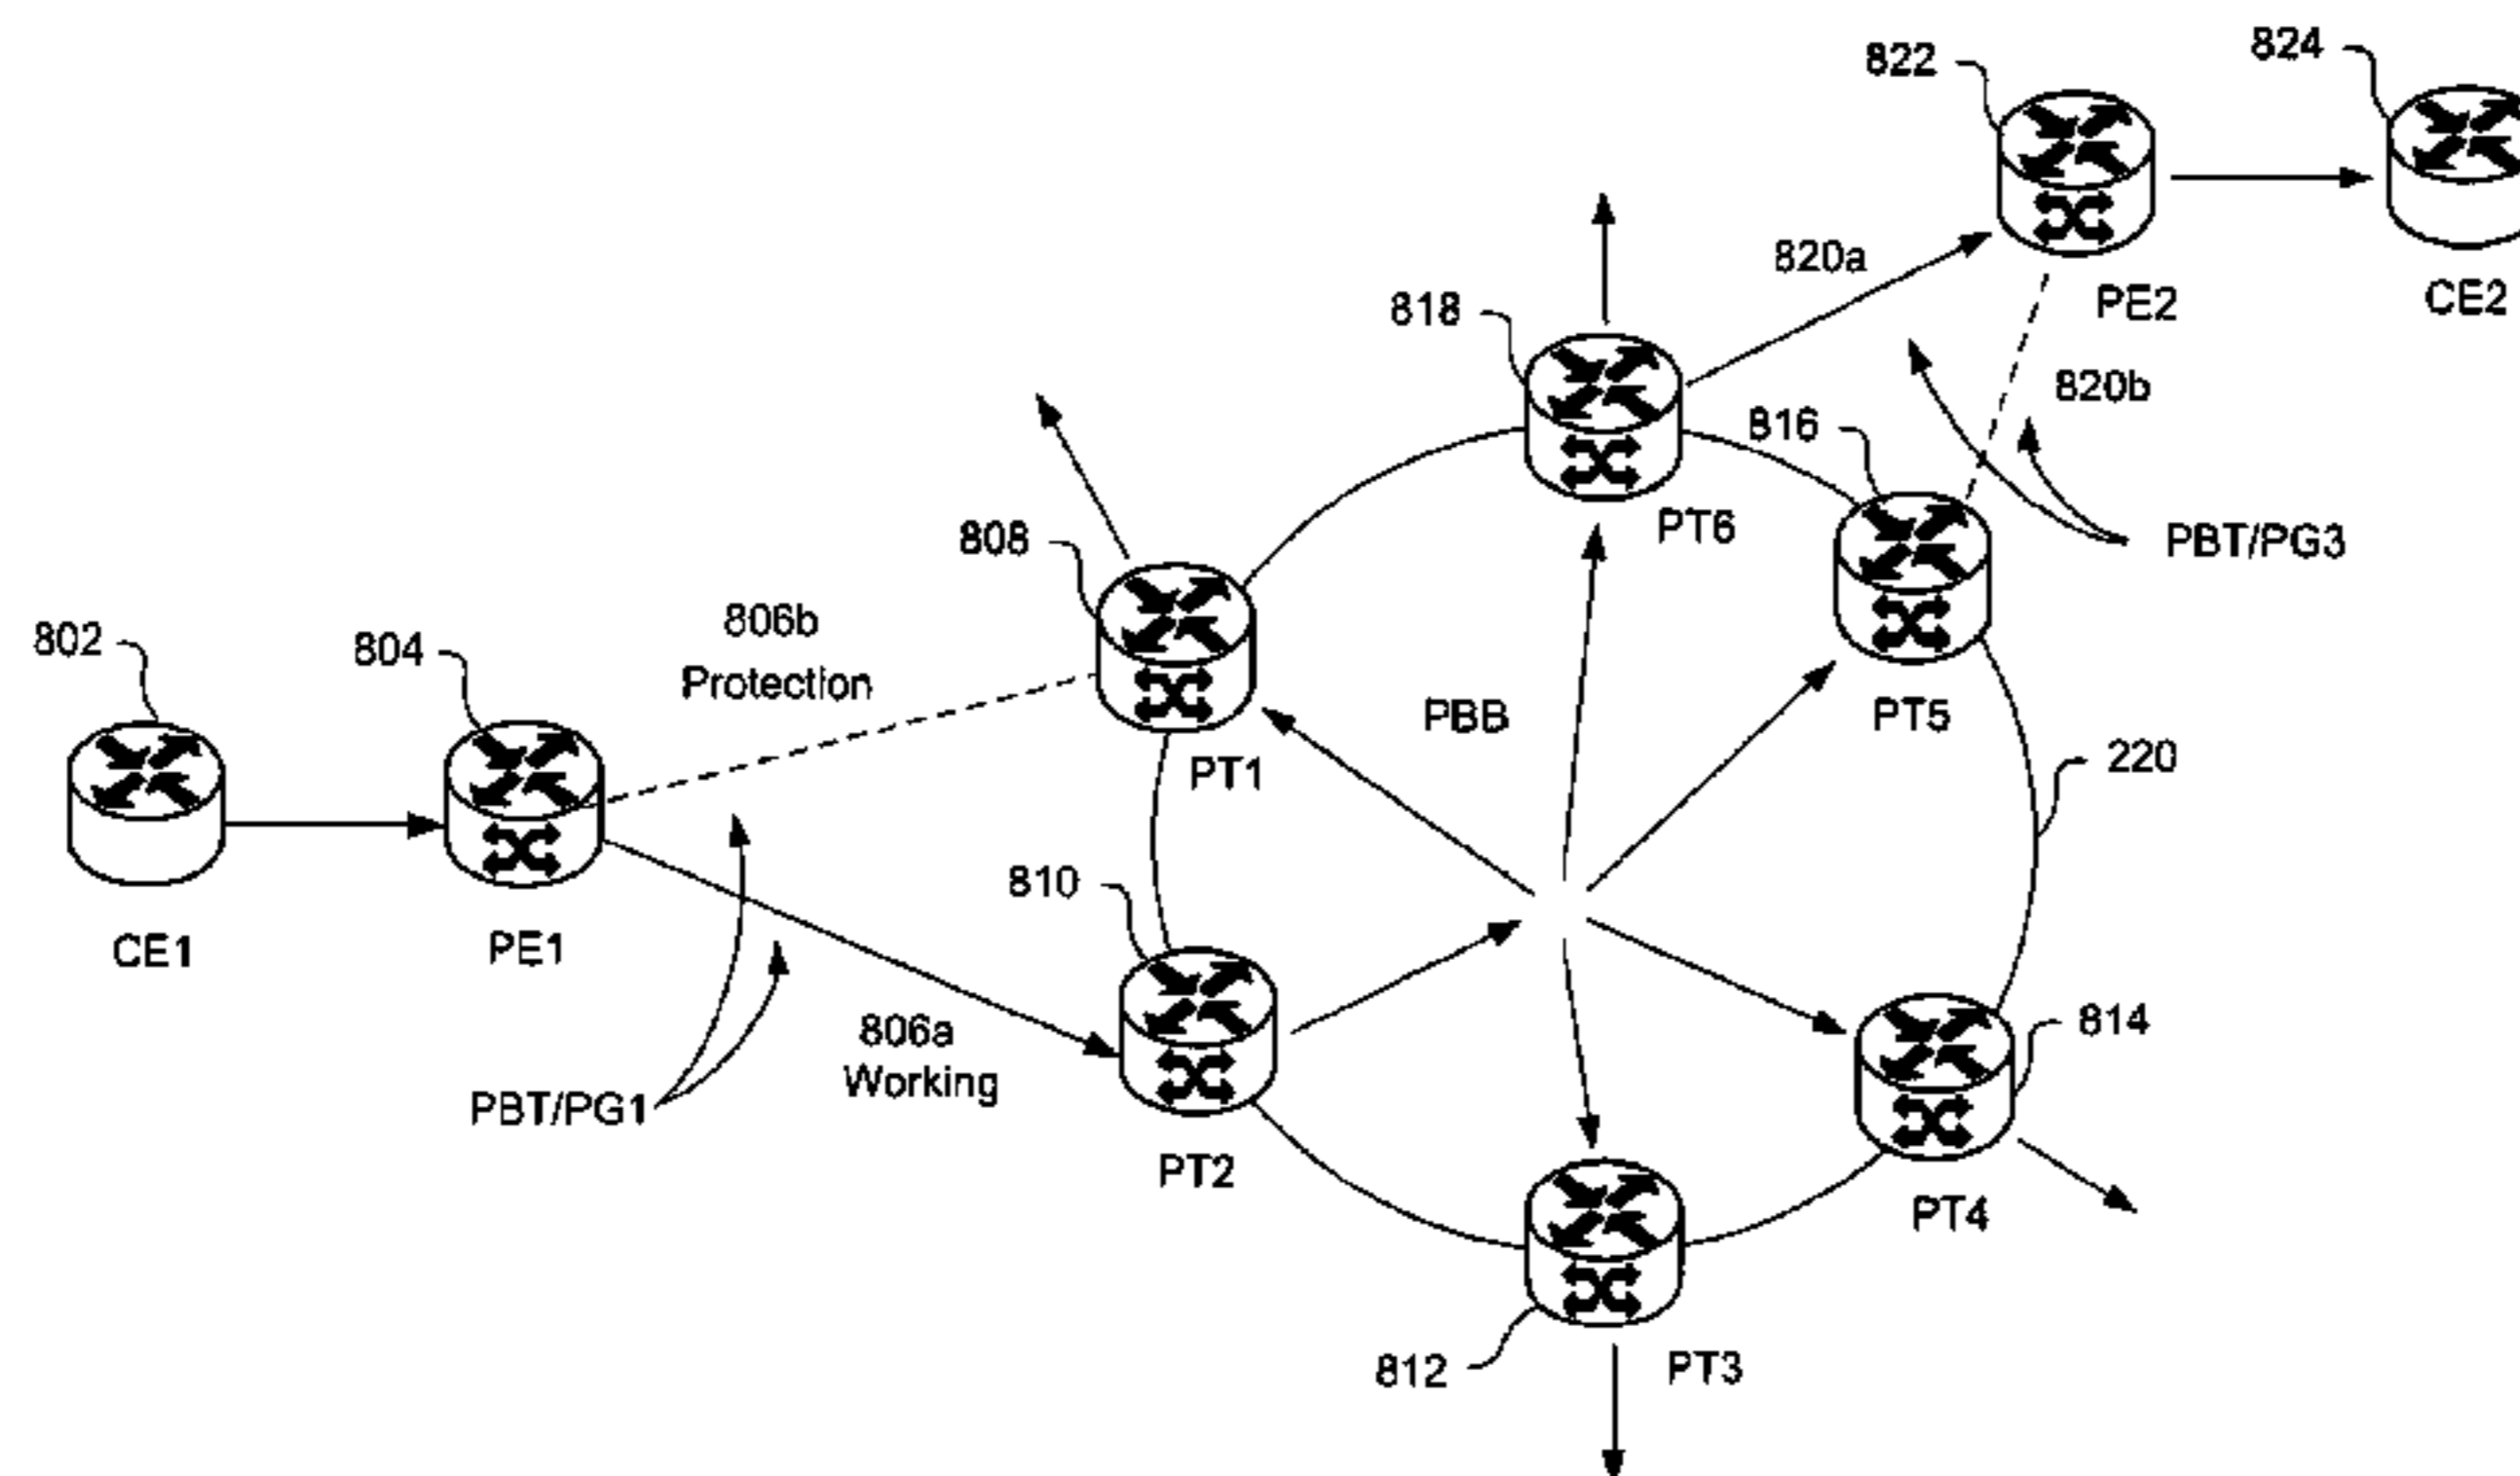 824
822
820a
818
PE2
CE2
820b
816
PT6
808
PBT/PG3
802
804
806b
Protection
PBB
PT5
PT1
220
810
CE1
PE1
814
806a
Working
PBT/PG1
PT2
PT4
812
PT3